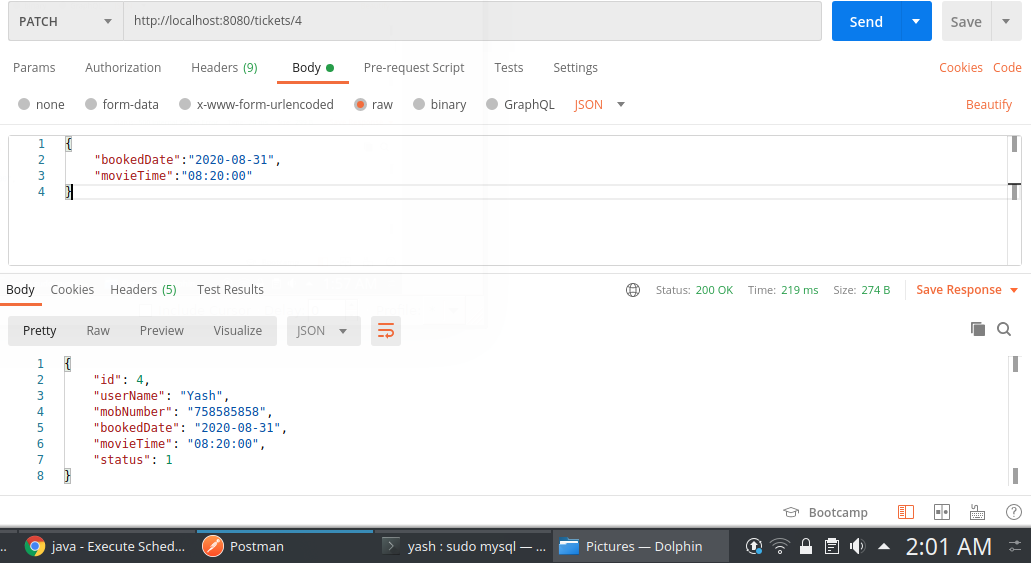 PATCH http://localhost:8080/tickets/4 Send Save
Params Authorization Headers (9) Body Pre-request Script Tests Settings Cookies Code
none form-data x-www-form-urlencoded raw binary GraphQL JSON Beautify
1 {
2 "bookedDate":"2020-08-31",
3 "movieTime":"08:20:00"
4 }
Body Cookies Headers (5) Test Results Status: 200 OK Time: 219 ms Size: 274 B Save Response
Pretty Raw Preview Visualize JSON
1 {
2 "id": 4,
3 "userName": "Yash",
4 "mobNumber": "758585858",
5 "bookedDate": "2020-08-31",
6 "movieTime": "08:20:00",
7 "status": 1
8 }
Bootcamp
.. java - Execute Sched... Postman yash : sudo mysql — ... Pictures — Dolphin 2:01 AM